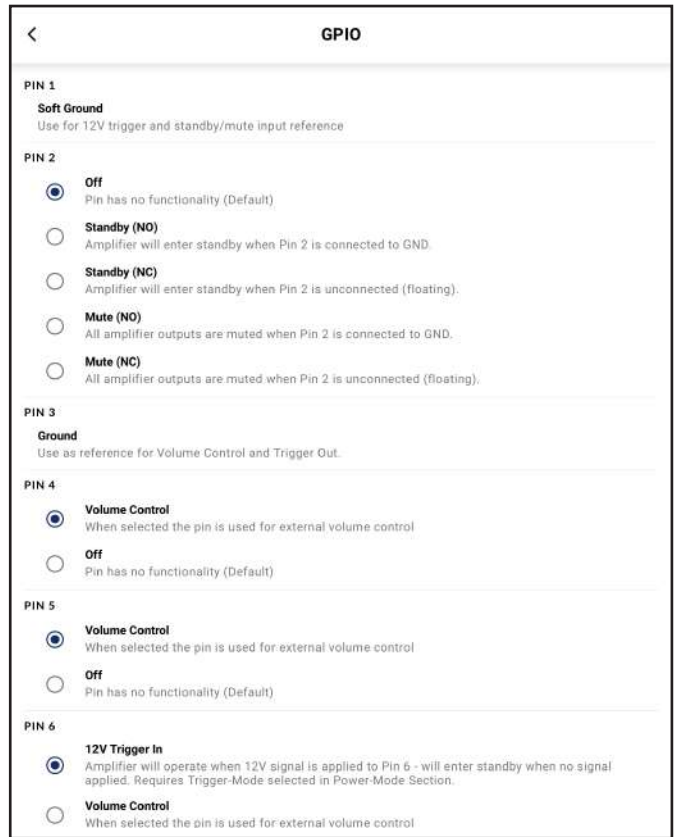 GPIO
PIN 1
Soft Ground
Use for 12V trigger and standby/mute input reference
PIN 2
Off
Pin has no functionality (Default)
Standby (NO)
Amplifier will enter standby when Pin 2 is connected to GND.
Standby (NC)
Amplifier will enter standby when Pin 2 is unconnected (floating).
Mute (NO)
All amplifier outputs are muted when Pin 2 is connected to GND.
Mute (NC)
All amplifier outputs are muted when Pin 2 is unconnected (floating).
PIN 3
Ground
Use as reference for Volume Control and Trigger Out.
PIN 4
Volume Control
When selected the pin is used for external volume control
Off
Pin has no functionality (Default)
PIN 5
Volume Control
When selected the pin is used for external volume control
Off
Pin has no functionality (Default)
PIN 6
12V Trigger In
Amplifier will operate when 12V signal is applied to Pin 6 - will enter standby when no signal
applied. Requires Trigger-Mode selected in Power-Mode Section.
Volume Control
When selected the pin is used for external volume control